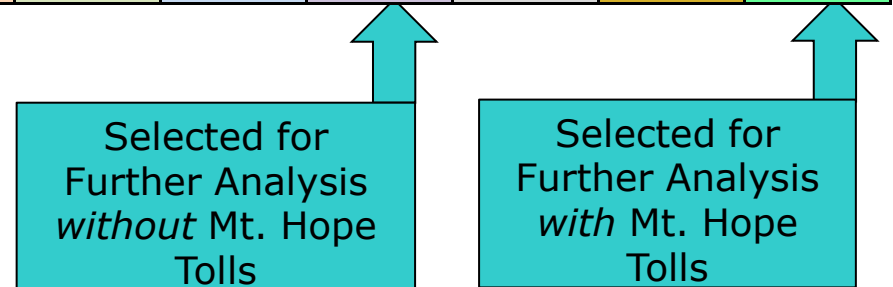 Selected for
Further Analysis
without Mt. Hope
Tolls
Selected for
Further Analysis
with Mt. Hope
Tolls